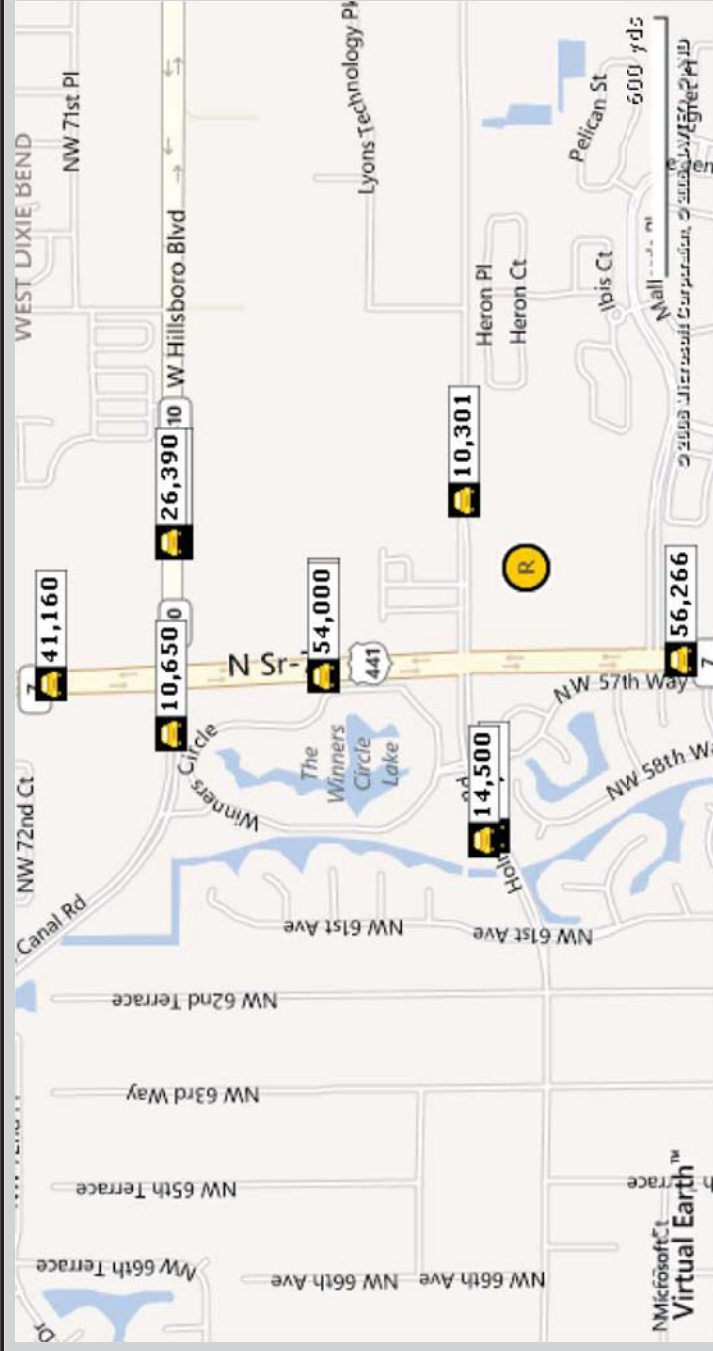 WEST DIXIE BEND
NW 71st Pl
W Hillsboro Blvd
Lyons Technology
Pelican St
600 yds
Heron Pl
Heron Ct
Ibis Ct
10
26,390
10,301
41,160
0
10,650
54,000
56,266
R
7
N Sr-
441
7
NW 57th Way
NW 58th
Winners Circle
The
Winners
Circle
Lake
14,500
NW 72nd Ct
Canal Rd
NW 61st Ave
NW 61st Ave
NW 62nd Terrace
NW 63rd Way
NW 65th Terrace
NW 66th Terrace
NW 66th Ave
NW 66th Ave
Dr
Microsoft
Virtual Earth™